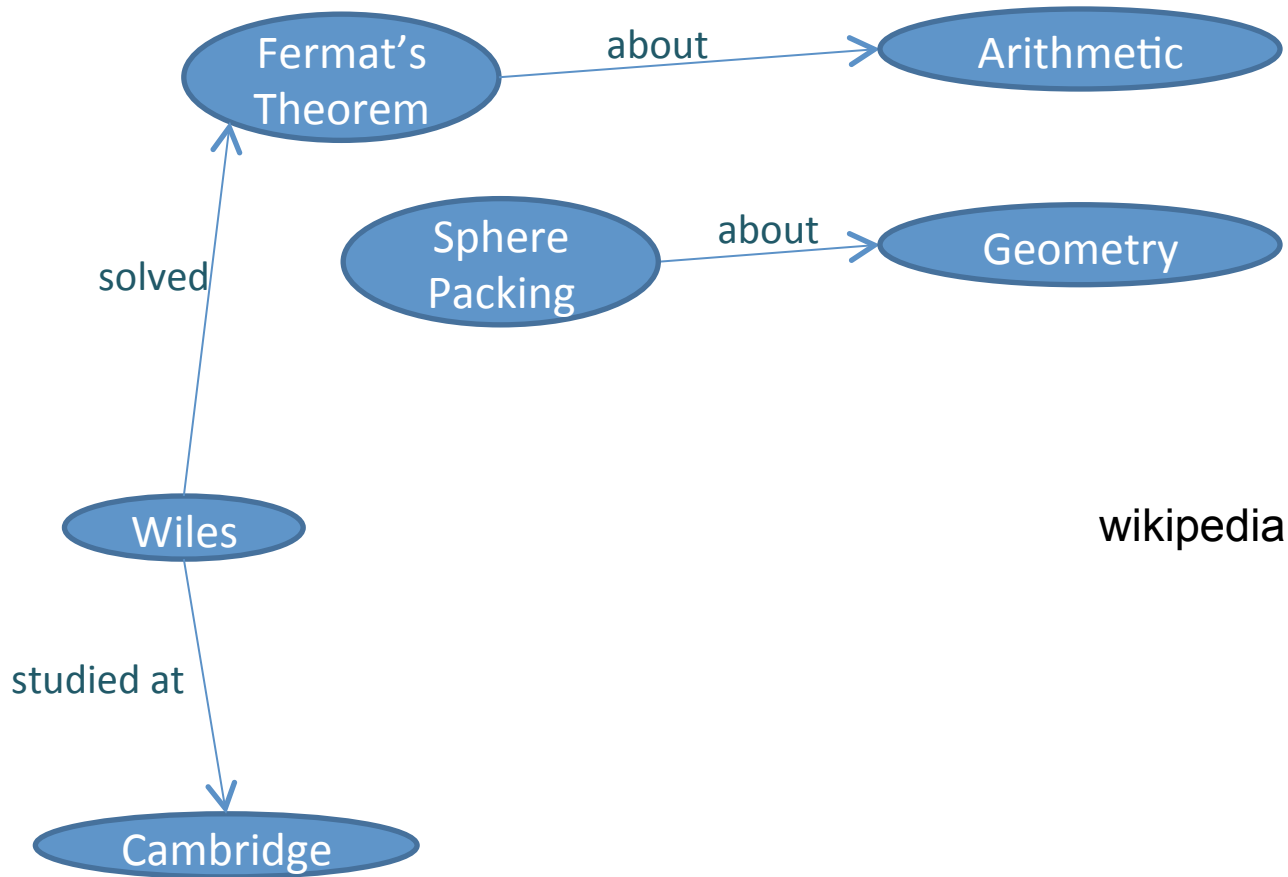 Fermat’s
Theorem
about
Arithmetic
Sphere
Packing
about
Geometry
solved
Wiles
wikipedia
studied at
Cambridge